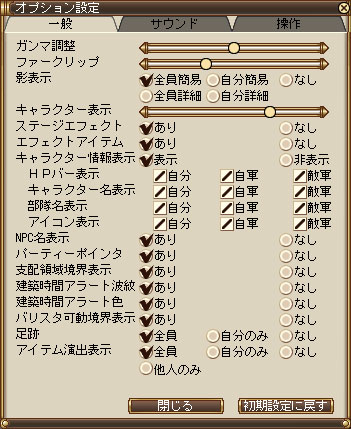 オプション設定
一般 サウンド 操作
ガンマ調整
ファークリップ
影表示 全員簡易 自分簡易 なし
全員詳細 自分詳細
キャラクター表示
ステージエフェクト あり なし
エフェクトアイテム あり なし
キャラクター情報表示 表示 非表示
HPバー表示 自分 自軍 敵軍
キャラクター名表示 自分 自軍 敵軍
部隊名表示 自分 自軍 敵軍
アイコン表示 自分 自軍 敵軍
NPC名表示 あり なし
パーティーポインタ あり なし
支配領域境界表示 あり なし
建築時間アラート波紋 あり なし
建築時間アラート色 あり なし
バリスタ可動境界表示 あり なし
足跡 全員 自分のみ なし
アイテム演出表示 全員 自分のみ なし
他人のみ
閉じる 初期設定に戻す